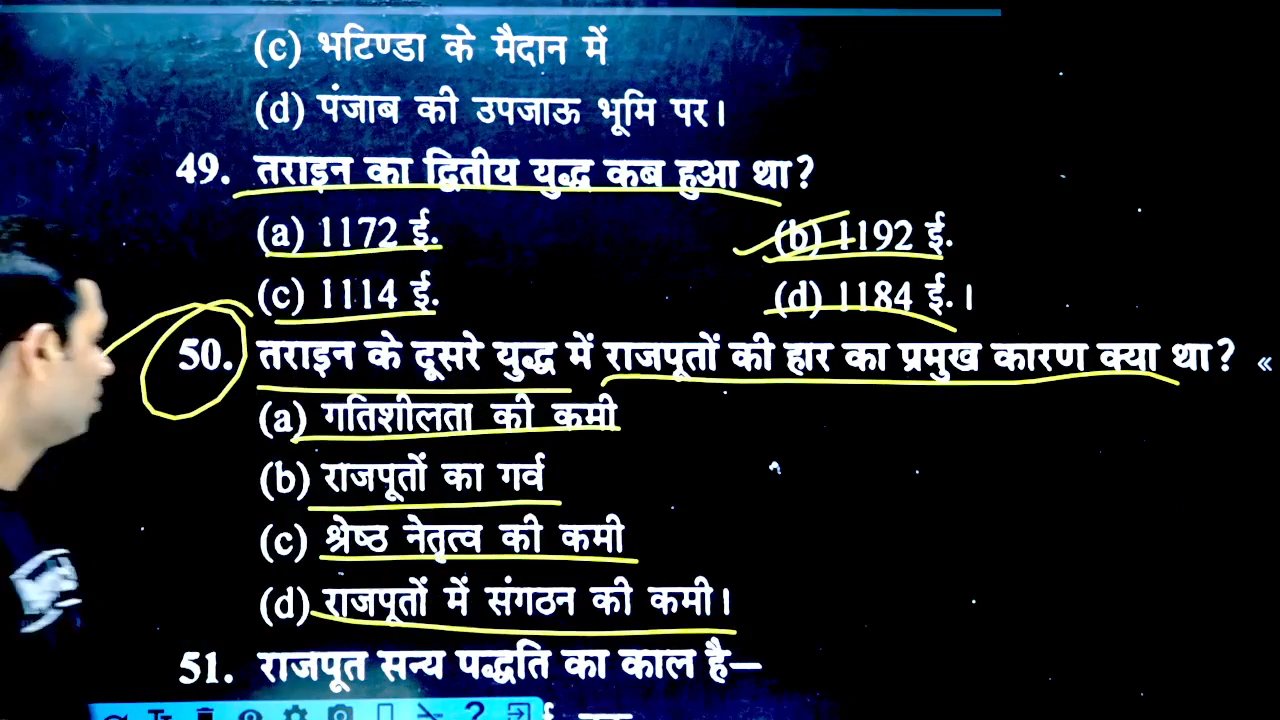 (c) भटिण्डा के मैदान में
(d) पंजाब की उपजाऊ भूमि पर।
49. तराइन का द्वितीय युद्ध कब हुआ था?
(a) 1172 ई. (b) 1192 ई.
(c) 1114 ई. (d) 1184 ई.।
50. तराइन के दूसरे युद्ध में राजपूतों की हार का प्रमुख कारण क्या था? «
(a) गतिशीलता की कमी
(b) राजपूतों का गर्व
(c) श्रेष्ठ नेतृत्व की कमी
(d) राजपूतों में संगठन की कमी।
51. राजपूत सन्य पद्धति का काल है—